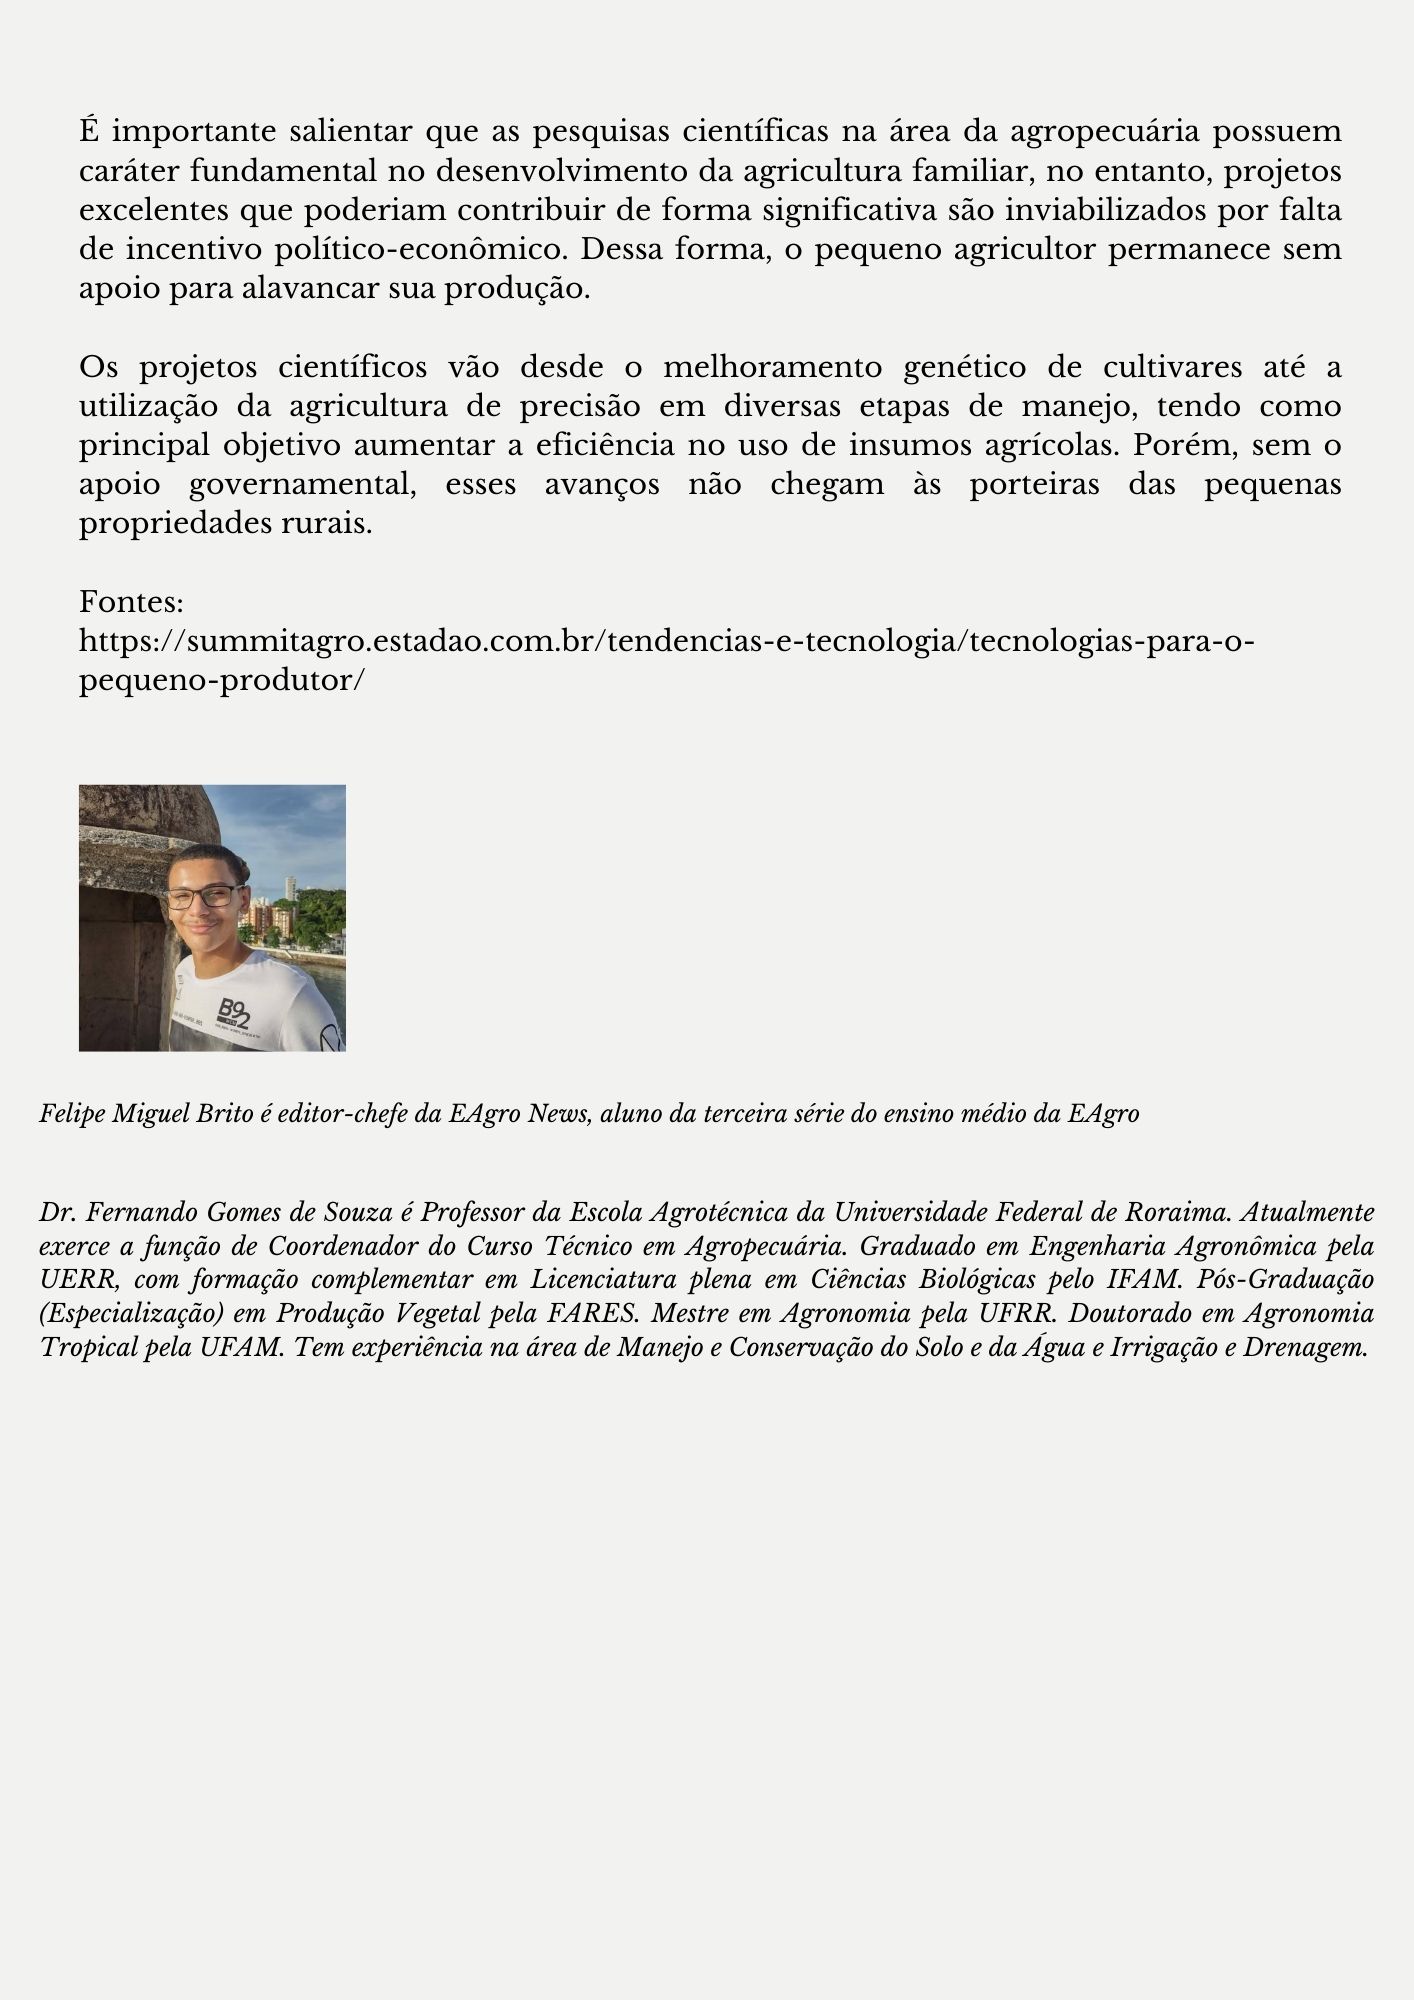 É importante salientar que as pesquisas científicas na área da agropecuária possuem
caráter fundamental no desenvolvimento da agricultura familiar, no entanto, projetos
excelentes que poderiam contribuir de forma significativa são inviabilizados por falta
de incentivo político-econômico. Dessa forma, o pequeno agricultor permanece sem
apoio para alavancar sua produção.
Os projetos científicos vão desde o melhoramento genético de cultivares até a
utilização da agricultura de precisão em diversas etapas de manejo, tendo como
principal objetivo aumentar a eficiência no uso de insumos agrícolas. Porém, sem o
apoio governamental, esses avanços não chegam às porteiras das pequenas
propriedades rurais.
Fontes:
https://summitagro.estadao.com.br/tendencias-e-tecnologia/tecnologias-para-o-
pequeno-produtor/
B92
Felipe Miguel Brito é editor-chefe da EAgro News, aluno da terceira série do ensino médio da EAgro
Dr. Fernando Gomes de Souza é Professor da Escola Agrotécnica da Universidade Federal de Roraima. Atualmente
exerce a função de Coordenador do Curso Técnico em Agropecuária. Graduado em Engenharia Agronômica pela
UERR, com formação complementar em Licenciatura plena em Ciências Biológicas pelo IFAM. Pós-Graduação
(Especialização) em Produção Vegetal pela FARES. Mestre em Agronomia pela UFRR. Doutorado em Agronomia
Tropical pela UFAM. Tem experiência na área de Manejo e Conservação do Solo e da Água e Irrigação e Drenagem.